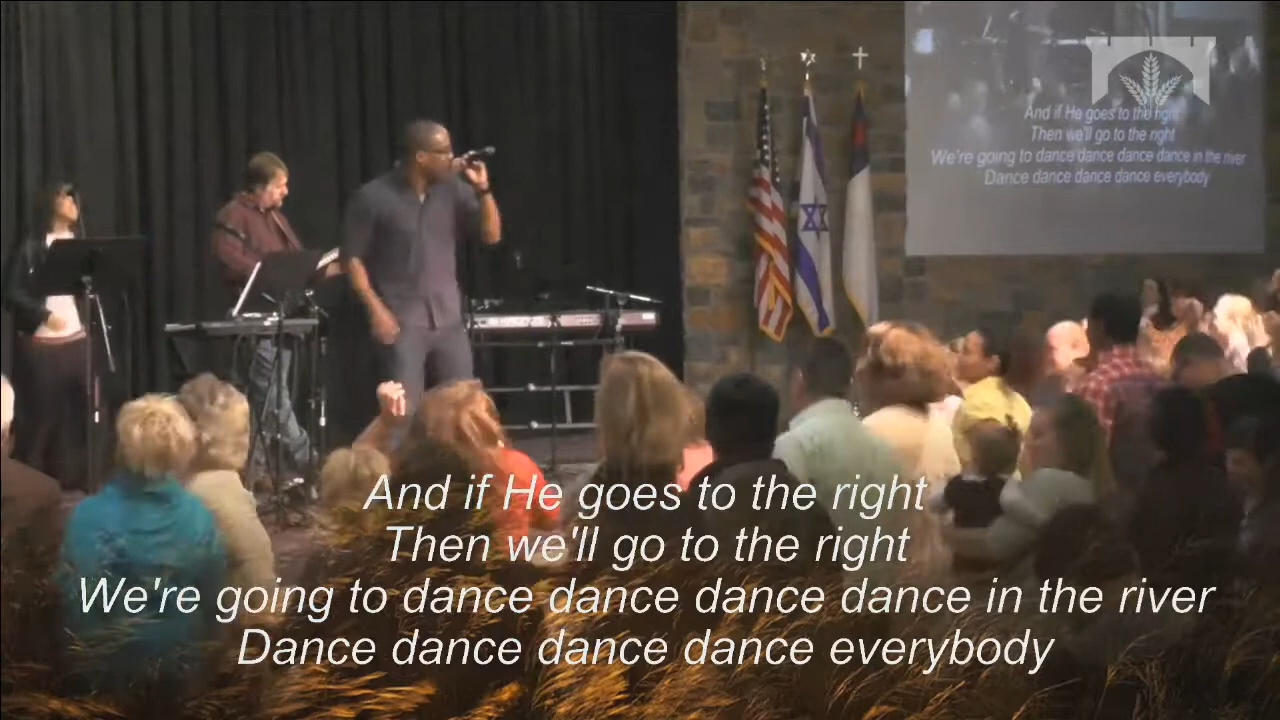 And if He goes to the right
Then we'll go to the right
We're going to dance dance dance dance in the river
Dance dance dance dance everybody
And if He goes to the right
Then we'll go to the right
We're going to dance dance dance dance in the river
Dance dance dance dance everybody